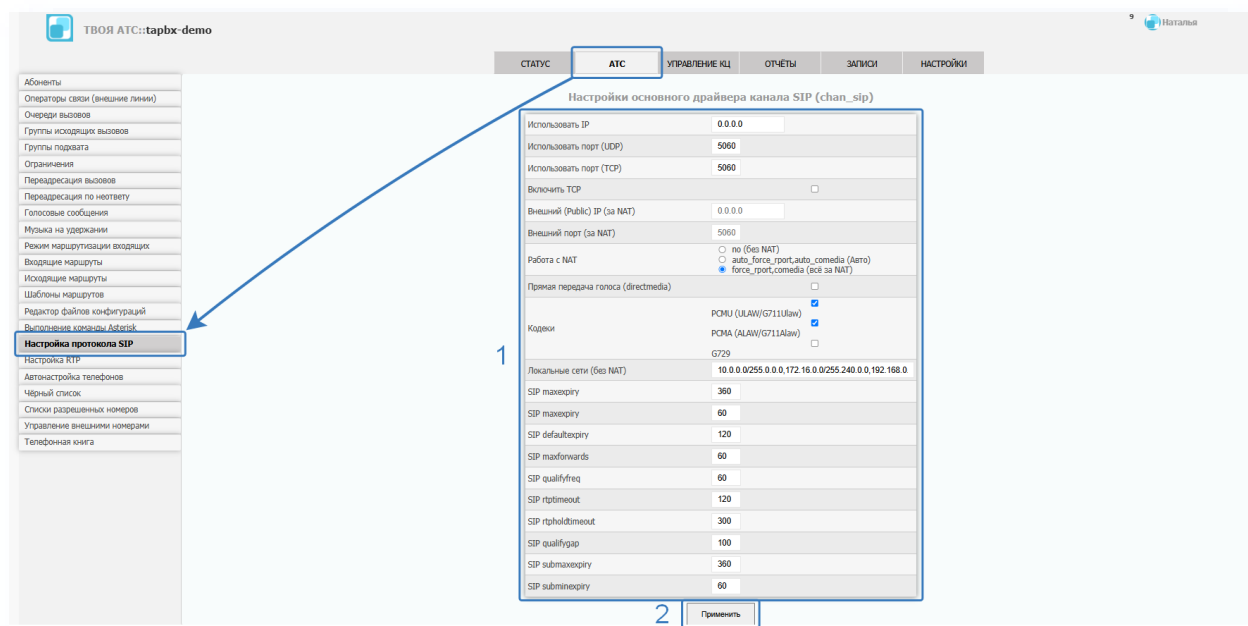 ТВОЯ АТС::tapbx-demo
9 Наталья
СТАТУС АТС УПРАВЛЕНИЕ КЦ ОТЧЁТЫ ЗАПИСИ НАСТРОЙКИ
Абоненты
Операторы связи (внешние линии)
Очереди вызовов
Группы исходящих вызовов
Группы подхвата
Ограничения
Переадресация вызовов
Переадресация по неответу
Голосовые сообщения
Музыка на удержании
Режим маршрутизации входящих
Входящие маршруты
Исходящие маршруты
Шаблоны маршрутов
Редактор файлов конфигураций
Выполнение команды Asterisk
Настройка протокола SIP
Настройка RTP
Автонастройка телефонов
Чёрный список
Списки разрешенных номеров
Управление внешними номерами
Телефонная книга
Настройки основного драйвера канала SIP (chan_sip)
1
Использовать IP 0.0.0.0
Использовать порт (UDP) 5060
Использовать порт (TCP) 5060
Включить TCP
Внешний (Public) IP (за NAT) 0.0.0.0
Внешний порт (за NAT) 5060
Работа с NAT
no (без NAT)
auto_force_rport,auto_comedia (Авто)
force_rport,comedia (всё за NAT)
Прямая передача голоса (directmedia)
Кодеки
PCMU (ULAW/G711Ulaw)
PCMA (ALAW/G711Alaw)
G729
Локальные сети (без NAT) 10.0.0.0/255.0.0.0,172.16.0.0/255.240.0.0,192.168.0.
SIP maxexpiry 360
SIP maxexpiry 60
SIP defaultexpiry 120
SIP maxforwards 60
SIP qualifyfreq 60
SIP rtptimeout 120
SIP rtpholdtimeout 300
SIP qualifygap 100
SIP submaxexpiry 360
SIP subminexpiry 60
2 Применить